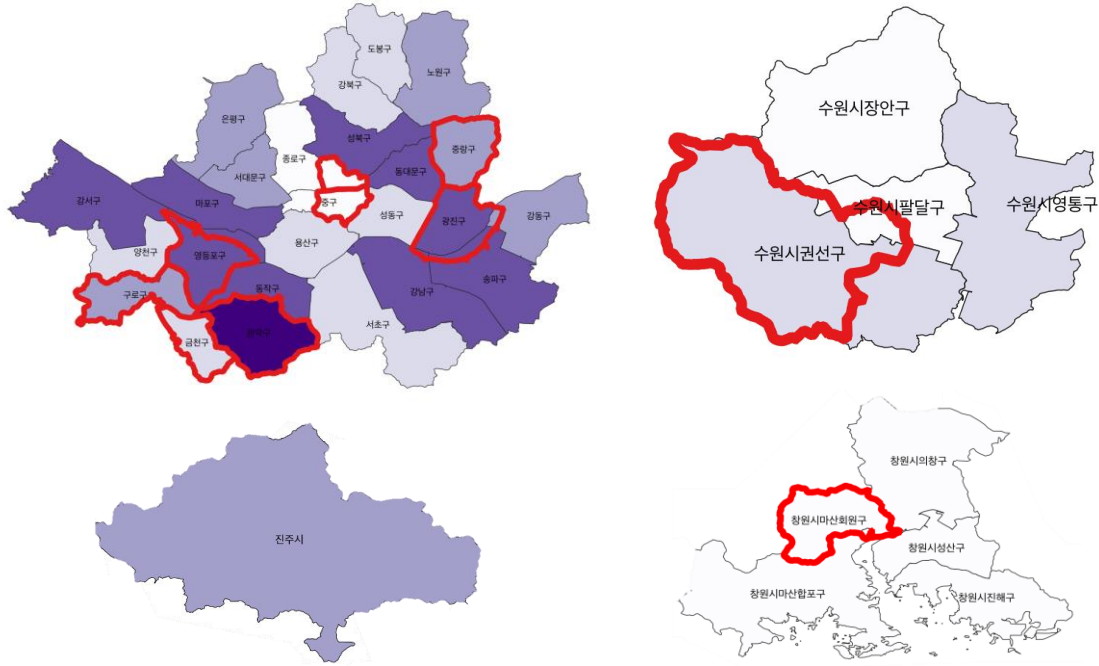 도봉구
노원구
강북구
은평구
성북구
중랑구
종로구
동대문구
서대문구
강서구
마포구
중구
성동구
광진구
강동구
양천구
영등포구
용산구
송파구
구로구
동작구
강남구
금천구
관악구
서초구
수원시장안구
수원시팔달구
수원시영통구
수원시권선구
진주시
창원시의창구
창원시마산회원구
창원시성산구
창원시마산합포구
창원시진해구